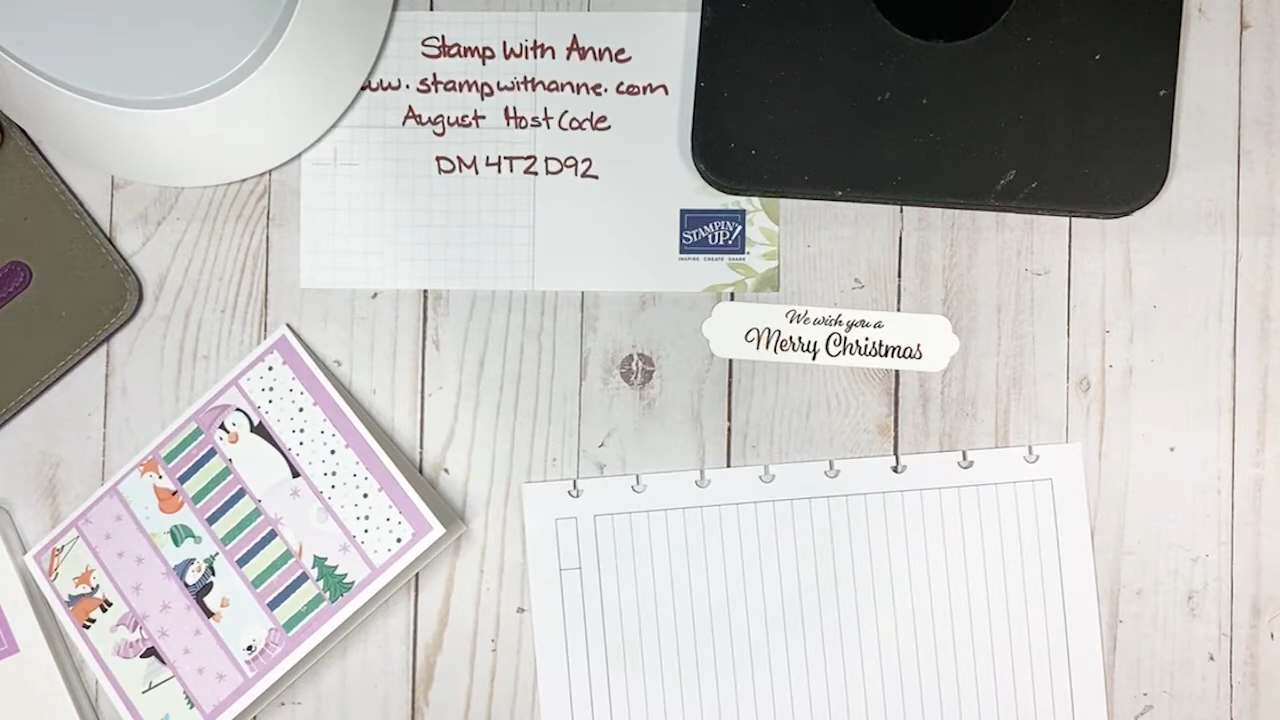 Stamp With Anne
www.stampwithanne.com
August Host Code
DM4T2D92
STAMPIN' UP!
INSPIRE · CREATE · SHARE
We wish you a
Merry Christmas